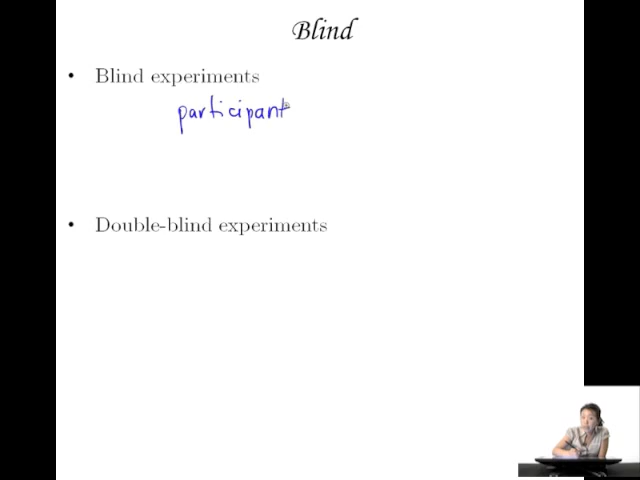 Blind
• Blind experiments
participant
• Double-blind experiments